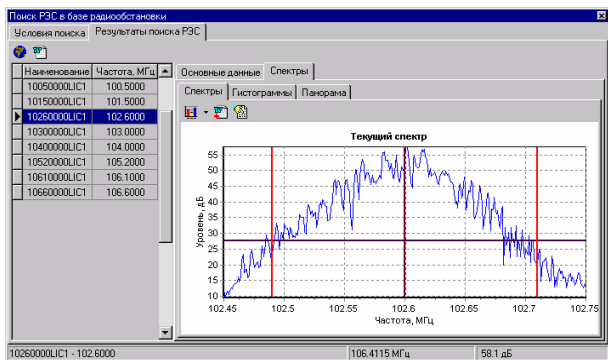 Поиск РЭС в базе радиообстановки
Условия поиска Результаты поиска РЭС
Наименование Частота, МГц
10050000LIC1 100.5000
10150000LIC1 101.5000
10260000LIC1 102.6000
10300000LIC1 103.0000
10400000LIC1 104.0000
10520000LIC1 105.2000
10610000LIC1 106.1000
10660000LIC1 106.6000
Основные данные Спектры
Спектры Гистограммы Панорама
Текущий спектр
Уровень, дБ
55
50
45
40
35
30
25
20
15
10
102.45 102.5 102.55 102.6 102.65 102.7 102.75
Частота, МГц
10260000LIC1 - 102.6000 106.4115 МГц 58.1 дБ